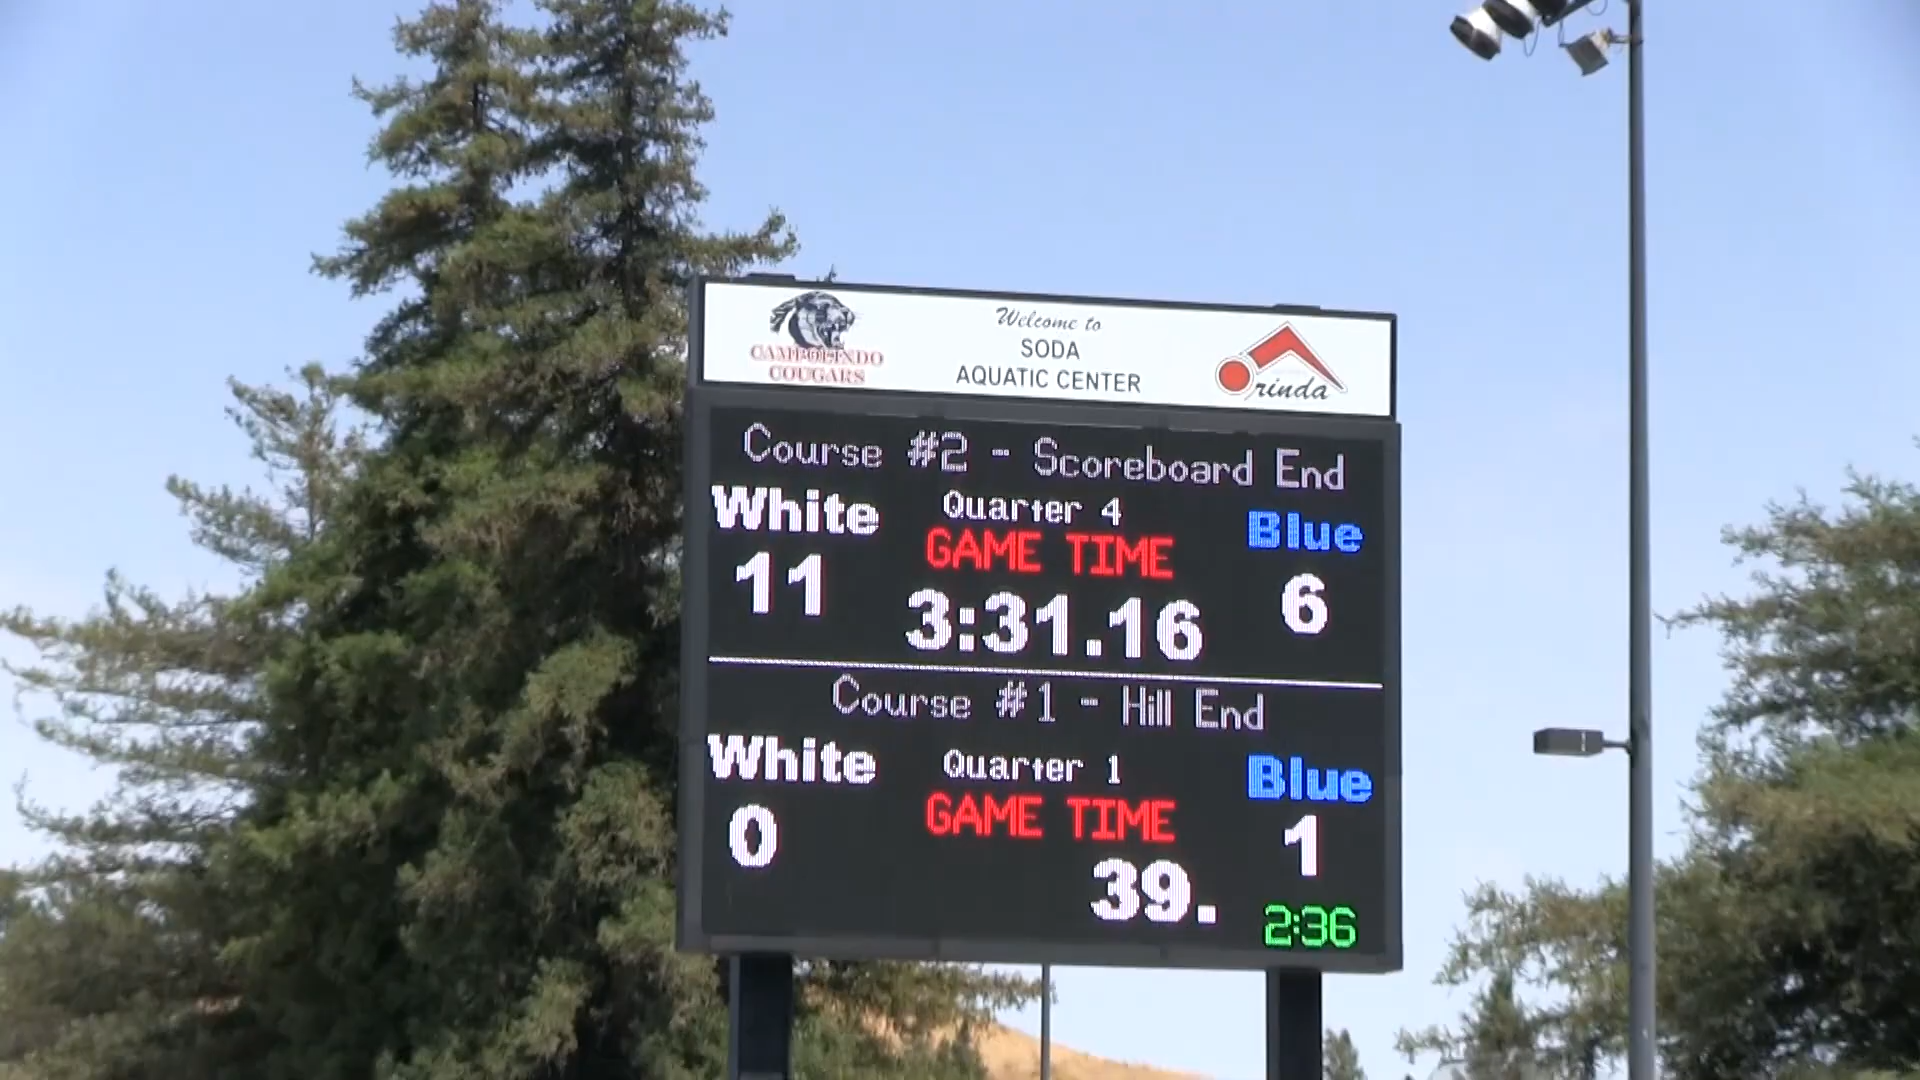 CAMPOLINDO
COUGARS
Welcome to
SODA
AQUATIC CENTER
rinda
Course #2 - Scoreboard End
White Quarter 4 Blue
GAME TIME
11 3:31.16 6
Course #1 - Hill End
White Quarter 1 Blue
GAME TIME
0 39. 1
2:36